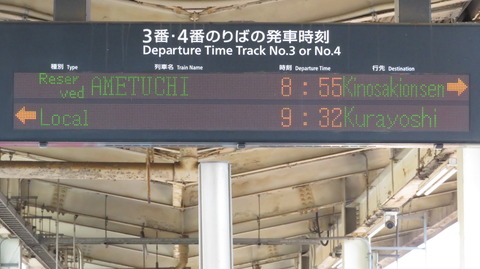 3番・4番のりばの発車時刻
Departure Time Track No.3 or No.4
種別 Type 列車名 Train Name 時刻 Departure Time 行先 Destination
Reserved AMETUCHI 8:55 Kinosakionsen
Local 9:32 Kurayoshi